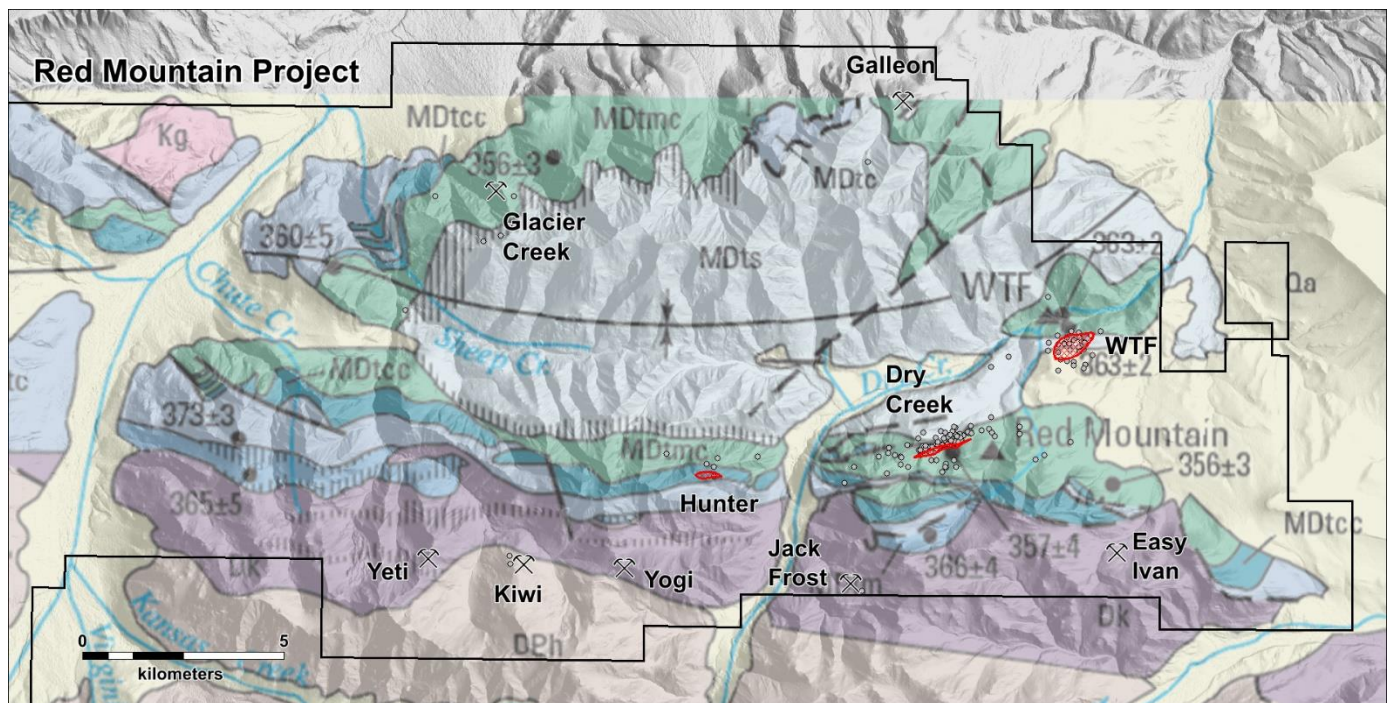 Red Mountain Project
Galleon
Kg
MDtcc
MDtmc
356±3
MDtc
Glacier
Creek
360±5
MDts
363±2
WTF
Qa
Chute Cr.
Sheep Cr.
WTF
363±2
Dry
Creek
MDtcc
tc
373±3
MDtmc
Red Mountain
356±3
Hunter
365±5
MDtcc
Jack
Frost
357±4
366±4
Easy
Ivan
Yeti
Kiwi
Yogi
Dk
Dk
DPh
Kansas Creek
0 5
kilometers